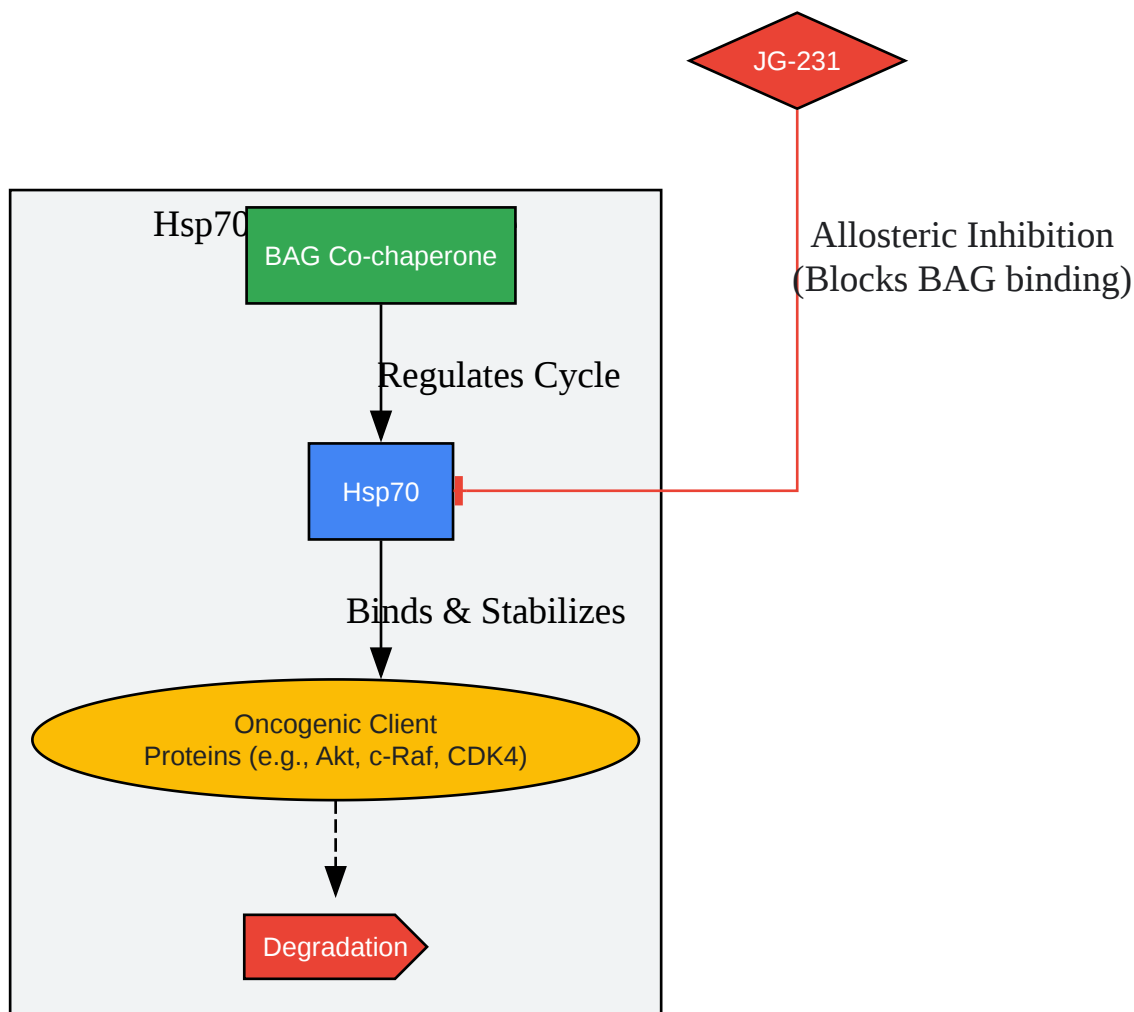 JG-231
Hsp70
BAG Co-chaperone
Allosteric Inhibition
(Blocks BAG binding)
Regulates Cycle
Hsp70
Binds & Stabilizes
Oncogenic Client
Proteins (e.g., Akt, c-Raf, CDK4)
Degradation